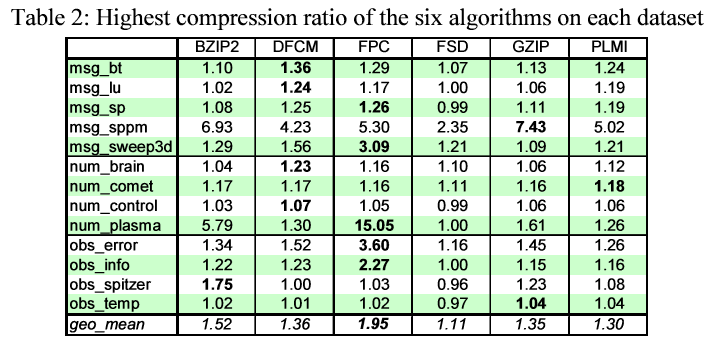 Table 2: Highest compression ratio of the six algorithms on each dataset
BZIP2 DFCM FPC FSD GZIP PLMI
msg_bt 1.10 1.36 1.29 1.07 1.13 1.24
msg_lu 1.02 1.24 1.17 1.00 1.06 1.19
msg_sp 1.08 1.25 1.26 0.99 1.11 1.19
msg_sppm 6.93 4.23 5.30 2.35 7.43 5.02
msg_sweep3d 1.29 1.56 3.09 1.21 1.09 1.21
num_brain 1.04 1.23 1.16 1.10 1.06 1.12
num_comet 1.17 1.17 1.16 1.11 1.16 1.18
num_control 1.03 1.07 1.05 0.99 1.06 1.06
num_plasma 5.79 1.30 15.05 1.00 1.61 1.26
obs_error 1.34 1.52 3.60 1.16 1.45 1.26
obs_info 1.22 1.23 2.27 1.00 1.15 1.16
obs_spitzer 1.75 1.00 1.03 0.96 1.23 1.08
obs_temp 1.02 1.01 1.02 0.97 1.04 1.04
geo_mean 1.52 1.36 1.95 1.11 1.35 1.30